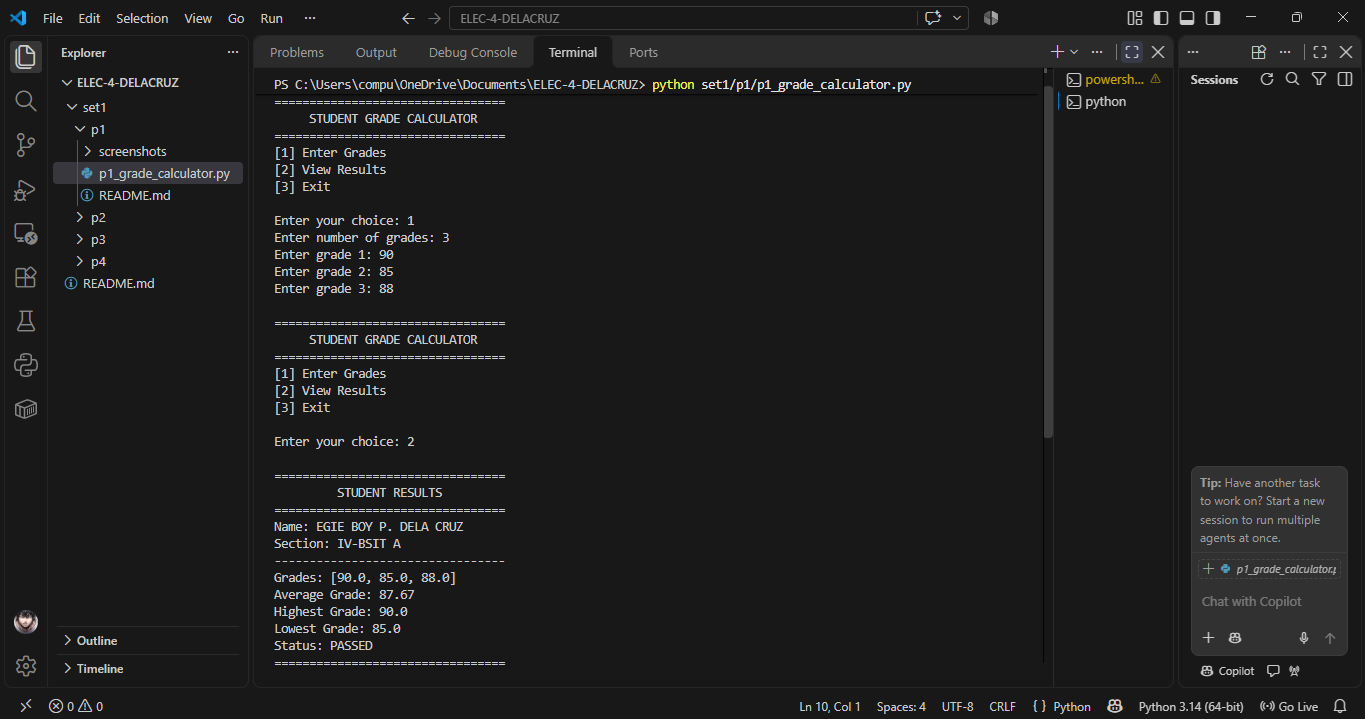 File Edit Selection View Go Run ···
ELEC-4-DELACRUZ
Explorer ···
ELEC-4-DELACRUZ
set1
p1
screenshots
p1_grade_calculator.py
README.md
p2
p3
p4
README.md
Outline
Timeline
Problems Output Debug Console Terminal Ports
PS C:\Users\compu\OneDrive\Documents\ELEC-4-DELACRUZ> python set1/p1/p1_grade_calculator.py
=================================
STUDENT GRADE CALCULATOR
=================================
[1] Enter Grades
[2] View Results
[3] Exit
Enter your choice: 1
Enter number of grades: 3
Enter grade 1: 90
Enter grade 2: 85
Enter grade 3: 88
=================================
STUDENT GRADE CALCULATOR
=================================
[1] Enter Grades
[2] View Results
[3] Exit
Enter your choice: 2
=================================
STUDENT RESULTS
=================================
Name: EGIE BOY P. DELA CRUZ
Section: IV-BSIT A
---------------------------------
Grades: [90.0, 85.0, 88.0]
Average Grade: 87.67
Highest Grade: 90.0
Lowest Grade: 85.0
Status: PASSED
=================================
powersh...
python
Sessions
Tip: Have another task
to work on? Start a new
session to run multiple
agents at once.
p1_grade_calculator.p
Chat with Copilot
Copilot
0 0
Ln 10, Col 1 Spaces: 4 UTF-8 CRLF { } Python Python 3.14 (64-bit) Go Live